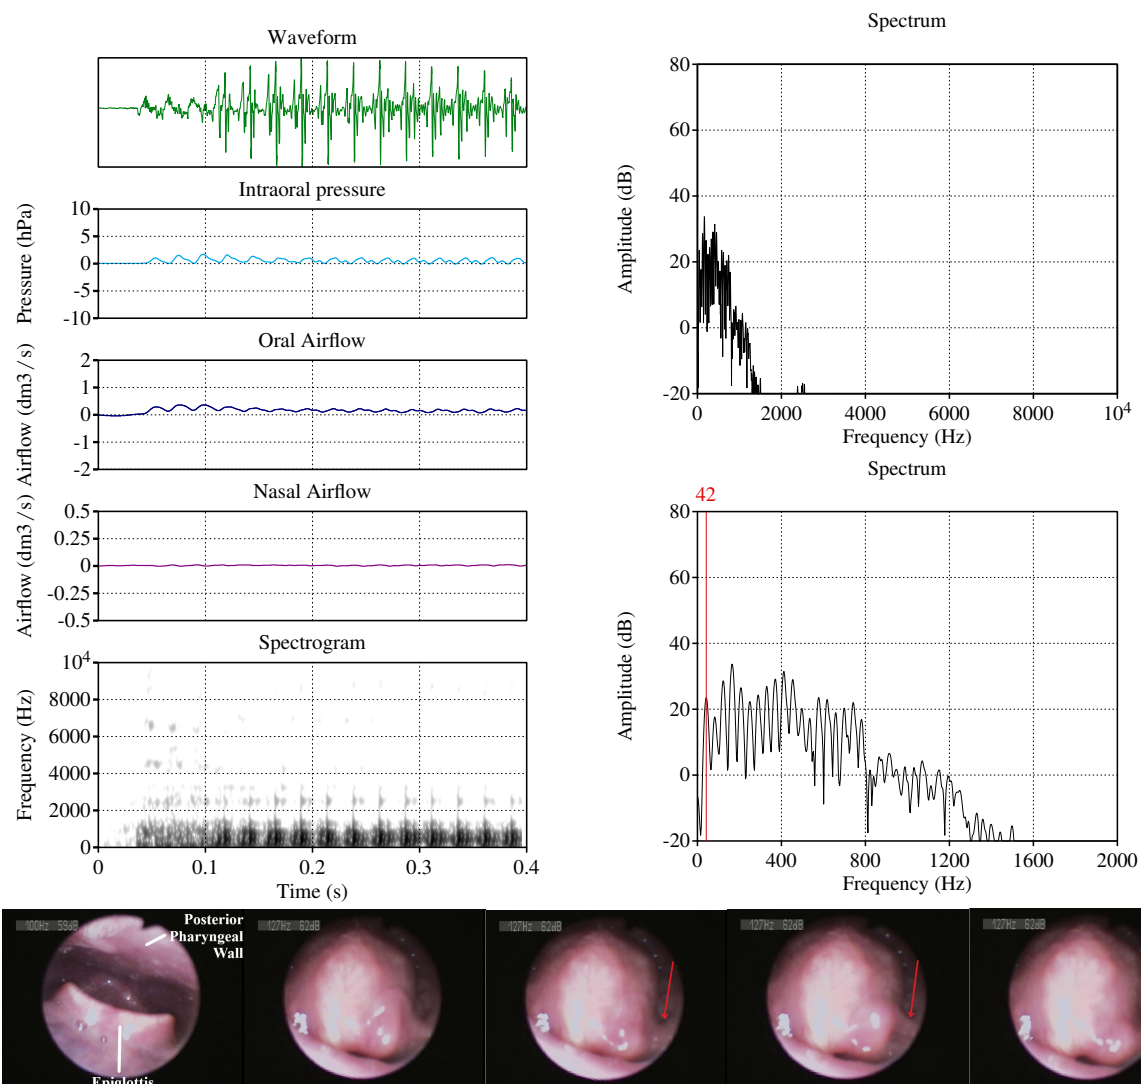 Waveform
Intraoral pressure
Pressure (hPa)
10
5
0
-5
-10
Oral Airflow
Airflow (dm3 / s)
2
1
0
-1
-2
Nasal Airflow
Airflow (dm3 / s)
0.5
0.25
0
-0.25
-0.5
Spectrogram
Frequency (Hz)
10⁴
8000
6000
4000
2000
0
0 0.1 0.2 0.3 0.4
Time (s)
Spectrum
Amplitude (dB)
80
60
40
20
0
-20
0 2000 4000 6000 8000 10⁴
Frequency (Hz)
Spectrum
42
Amplitude (dB)
80
60
40
20
0
-20
0 400 800 1200 1600 2000
Frequency (Hz)
100Hz 59dB
Posterior
Pharyngeal
Wall
Epiglottis
127Hz 62dB
127Hz 62dB
127Hz 62dB
127Hz 62dB